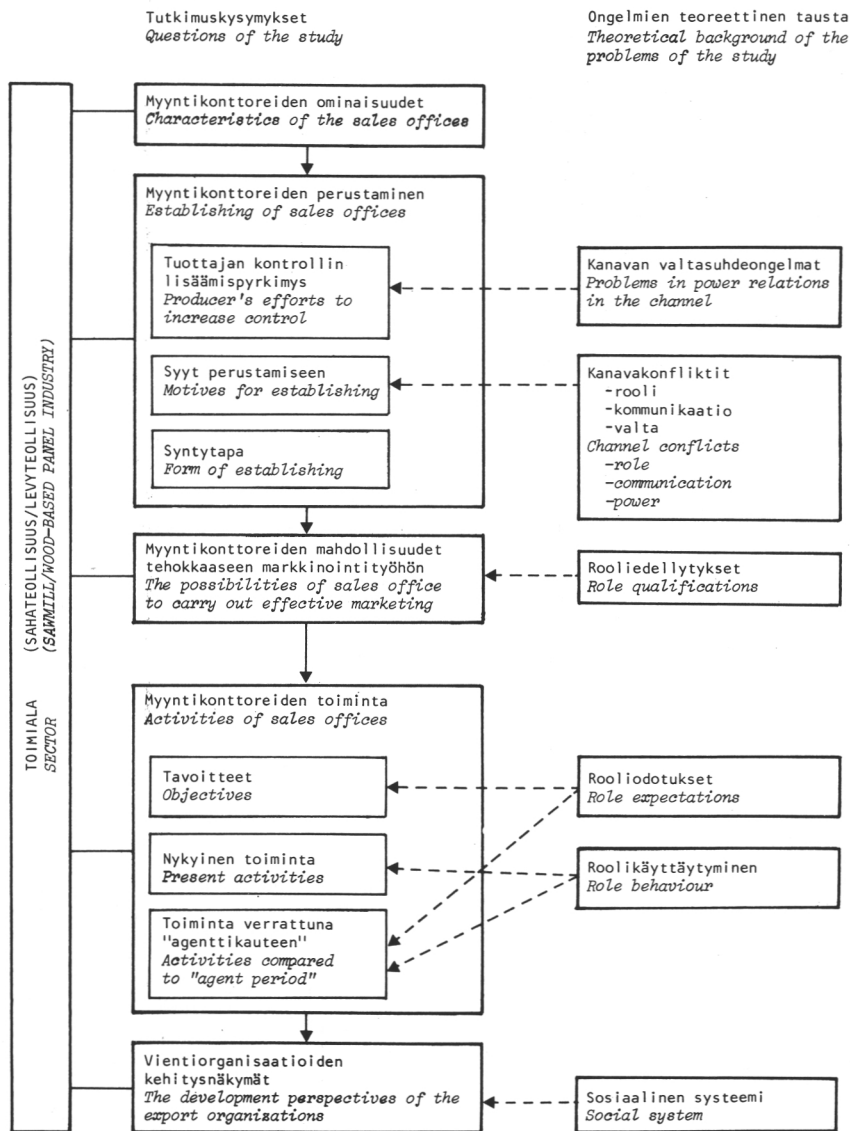 Tutkimuskysymykset
Questions of the study
Ongelmien teoreettinen tausta
Theoretical background of the
problems of the study
TOIMIALA (SAHATEOLLISUUS/LEVYTEOLLISUUS)
SECTOR (SAWMILL/WOOD-BASED PANEL INDUSTRY)
Myyntikonttoreiden ominaisuudet
Characteristics of the sales offices
Myyntikonttoreiden perustaminen
Establishing of sales offices
Tuottajan kontrollin
lisäämispyrkimys
Producer's efforts to
increase control
Kanavan valtasuhdeongelmat
Problems in power relations
in the channel
Syyt perustamiseen
Motives for establishing
Kanavakonfliktit
-rooli
-kommunikaatio
-valta
Channel conflicts
-role
-communication
-power
Syntytapa
Form of establishing
Myyntikonttoreiden mahdollisuudet
tehokkaaseen markkinointityöhön
The possibilities of sales office
to carry out effective marketing
Rooliedellytykset
Role qualifications
Myyntikonttoreiden toiminta
Activities of sales offices
Tavoitteet
Objectives
Rooliodotukset
Role expectations
Nykyinen toiminta
Present activities
Roolikäyttäytyminen
Role behaviour
Toiminta verrattuna
"agenttikauteen"
Activities compared
to "agent period"
Vientiorganisaatioiden
kehitysnäkymät
The development perspectives of the
export organizations
Sosiaalinen systeemi
Social system